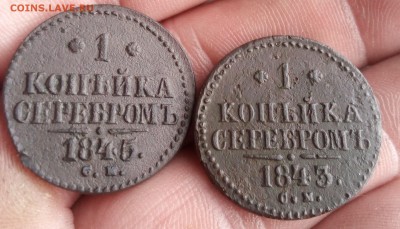 COINS.LAVE.RU
* 1 *
КОПѢЙКА
СЕРЕБРОМЪ
1845.
С.М.
* 1 *
КОПѢЙКА
СЕРЕБРОМЪ
1843.
С.М.